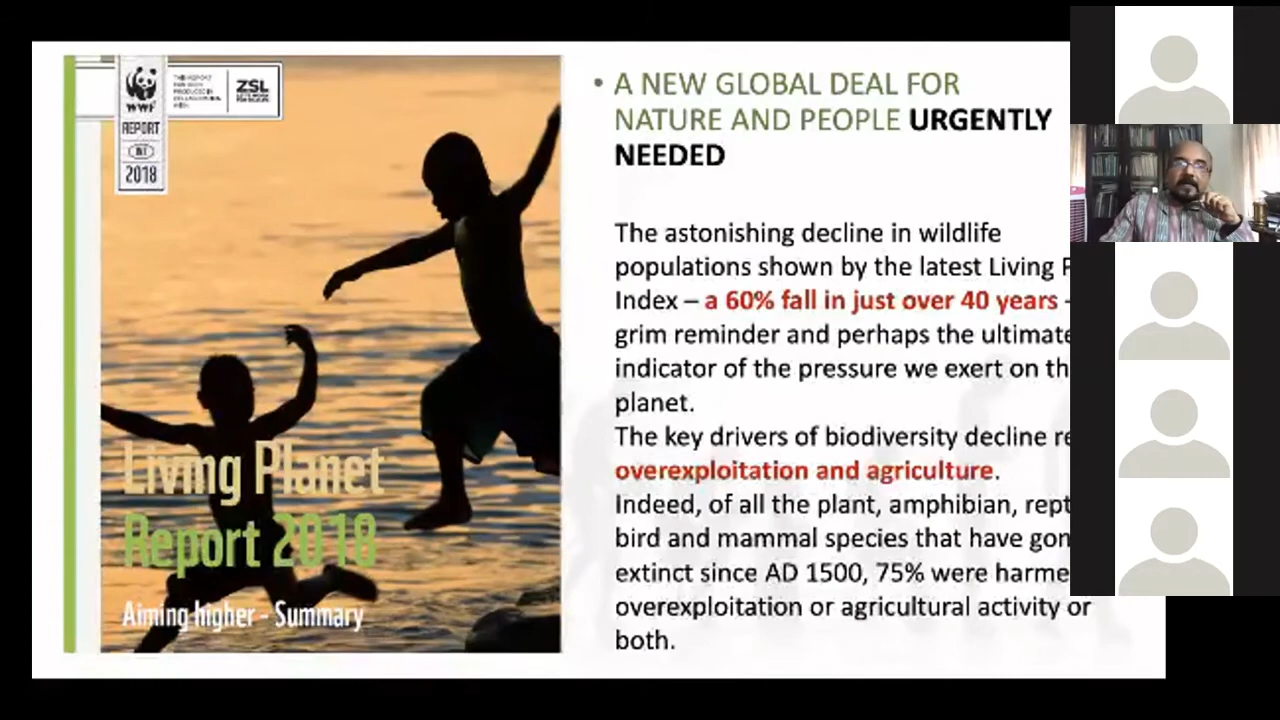 WWF
ZSL
REPORT
INT
2018
Living Planet
Report 2018
Aiming higher - Summary
• A NEW GLOBAL DEAL FOR
NATURE AND PEOPLE URGENTLY
NEEDED
The astonishing decline in wildlife
populations shown by the latest Living
Index – a 60% fall in just over 40 years -
grim reminder and perhaps the ultimate
indicator of the pressure we exert on th
planet.
The key drivers of biodiversity decline re
overexploitation and agriculture.
Indeed, of all the plant, amphibian, rept
bird and mammal species that have gon
extinct since AD 1500, 75% were harme
overexploitation or agricultural activity or
both.